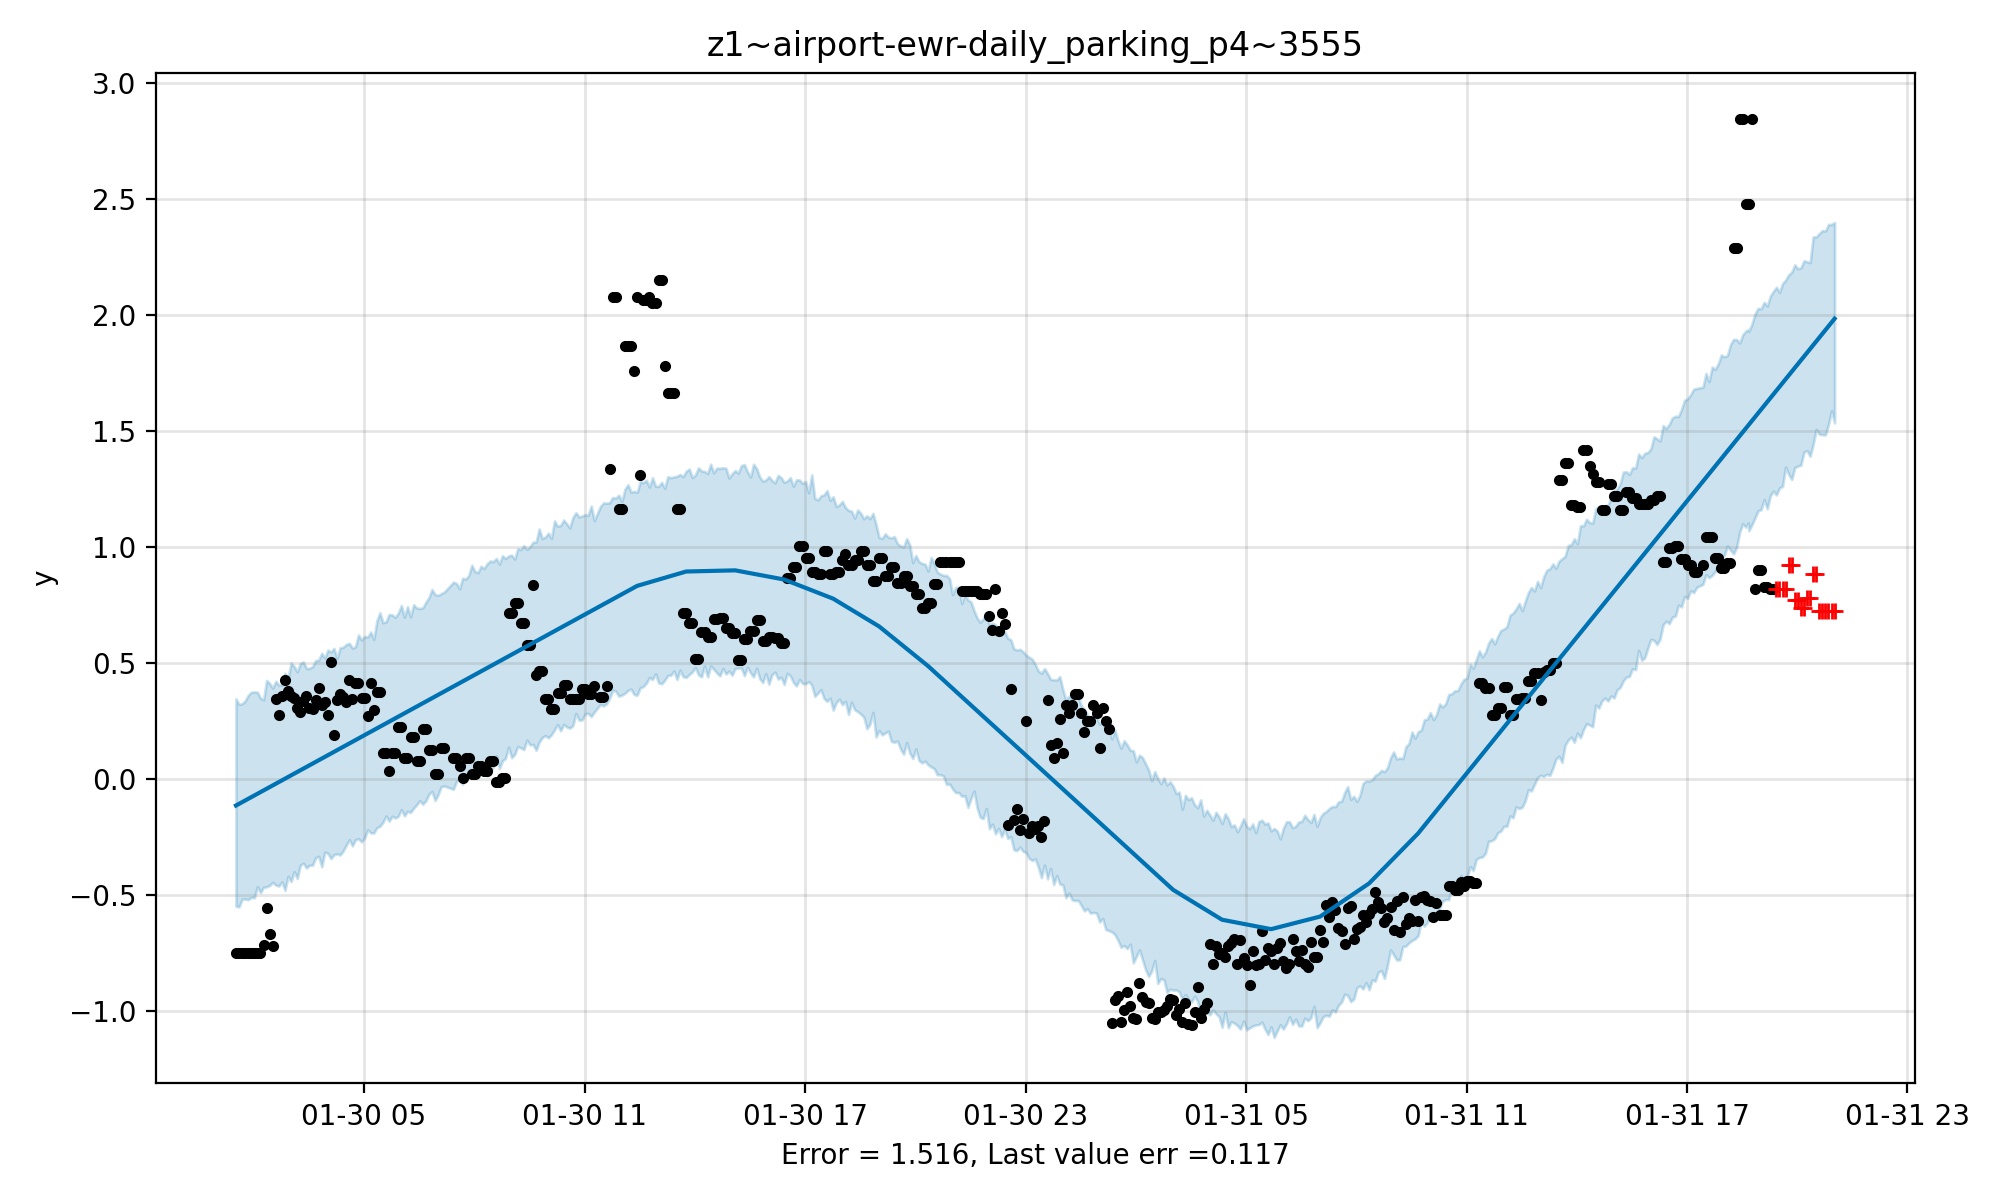 z1~airport-ewr-daily_parking_p4~3555
3.0
2.5
2.0
1.5
1.0
0.5
0.0
−0.5
−1.0
y
01-30 05 01-30 11 01-30 17 01-30 23 01-31 05 01-31 11 01-31 17 01-31 23
Error = 1.516, Last value err =0.117